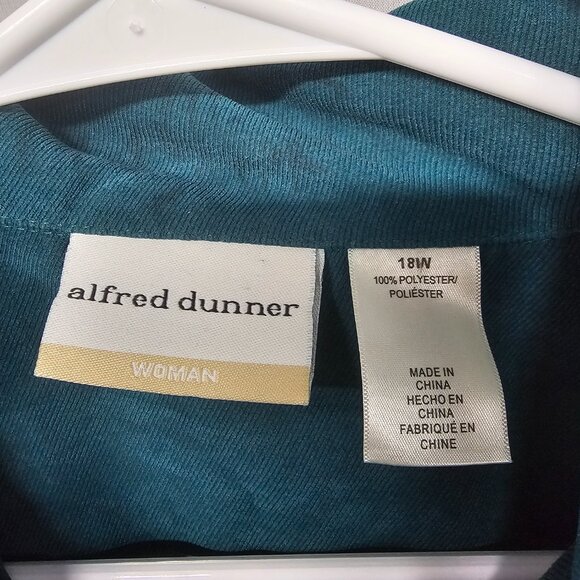 alfred dunner
WOMAN
18W
100% POLYESTER/
POLIÉSTER
MADE IN
CHINA
HECHO EN
CHINA
FABRIQUÉ EN
CHINE